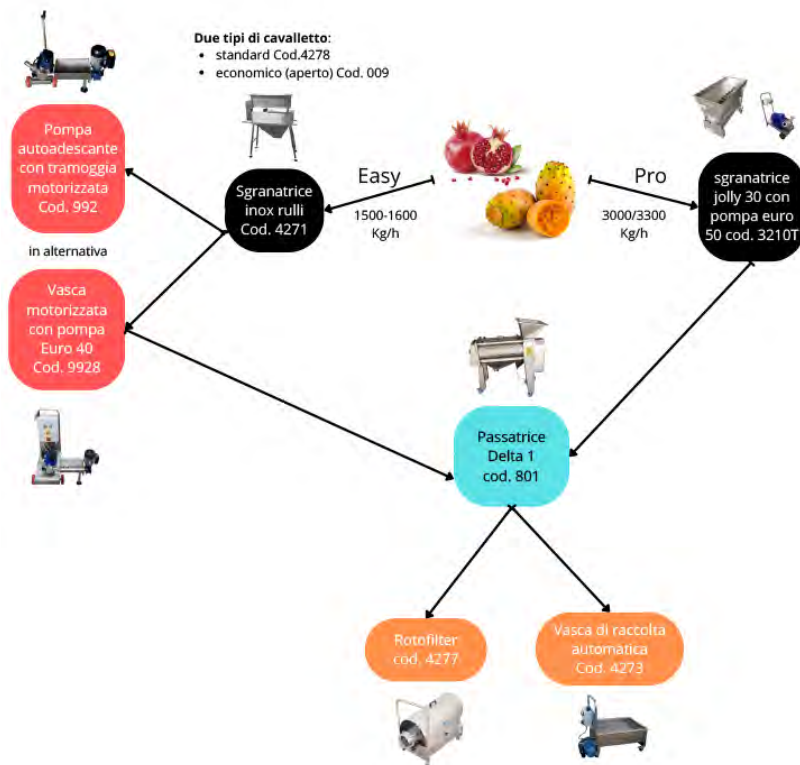 Due tipi di cavalletto:
• standard Cod.4278
• economico (aperto) Cod. 009
Pompa
autoadescante
con tramoggia
motorizzata
Cod. 992
in alternativa
Vasca
motorizzata
con pompa
Euro 40
Cod. 9928
Sgranatrice
inox rulli
Cod. 4271
Easy
1500-1600
Kg/h
Pro
3000/3300
Kg/h
sgranatrice
jolly 30 con
pompa euro
50 cod. 3210T
Passatrice
Delta 1
cod. 801
Rotofilter
cod. 4277
Vasca di raccolta
automatica
Cod. 4273